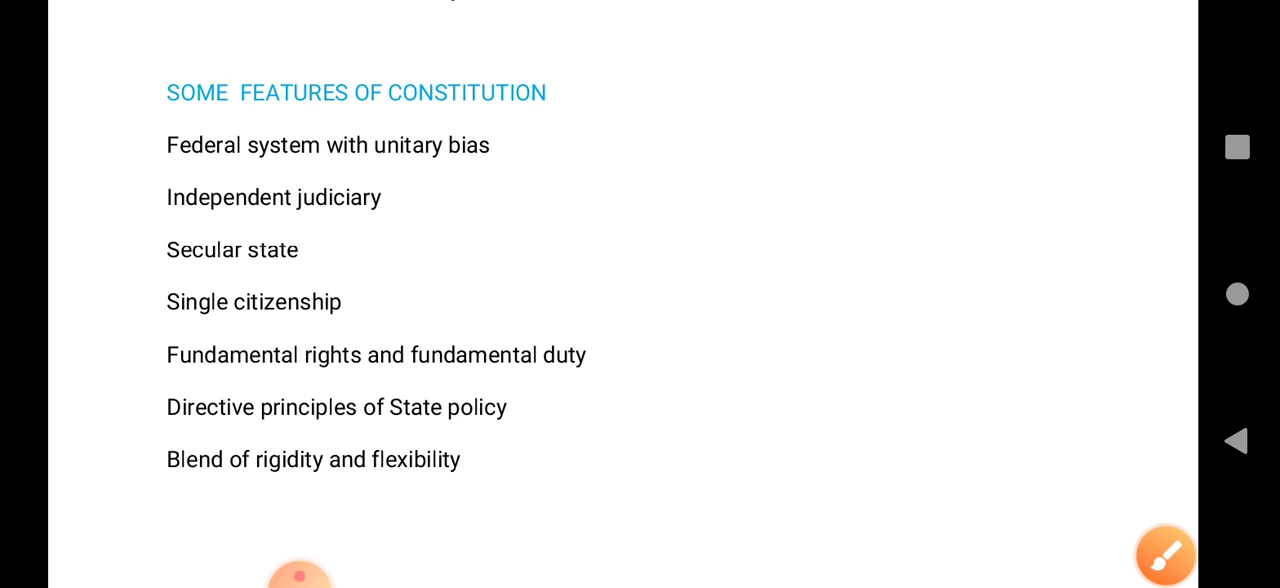 SOME FEATURES OF CONSTITUTION
Federal system with unitary bias
Independent judiciary
Secular state
Single citizenship
Fundamental rights and fundamental duty
Directive principles of State policy
Blend of rigidity and flexibility